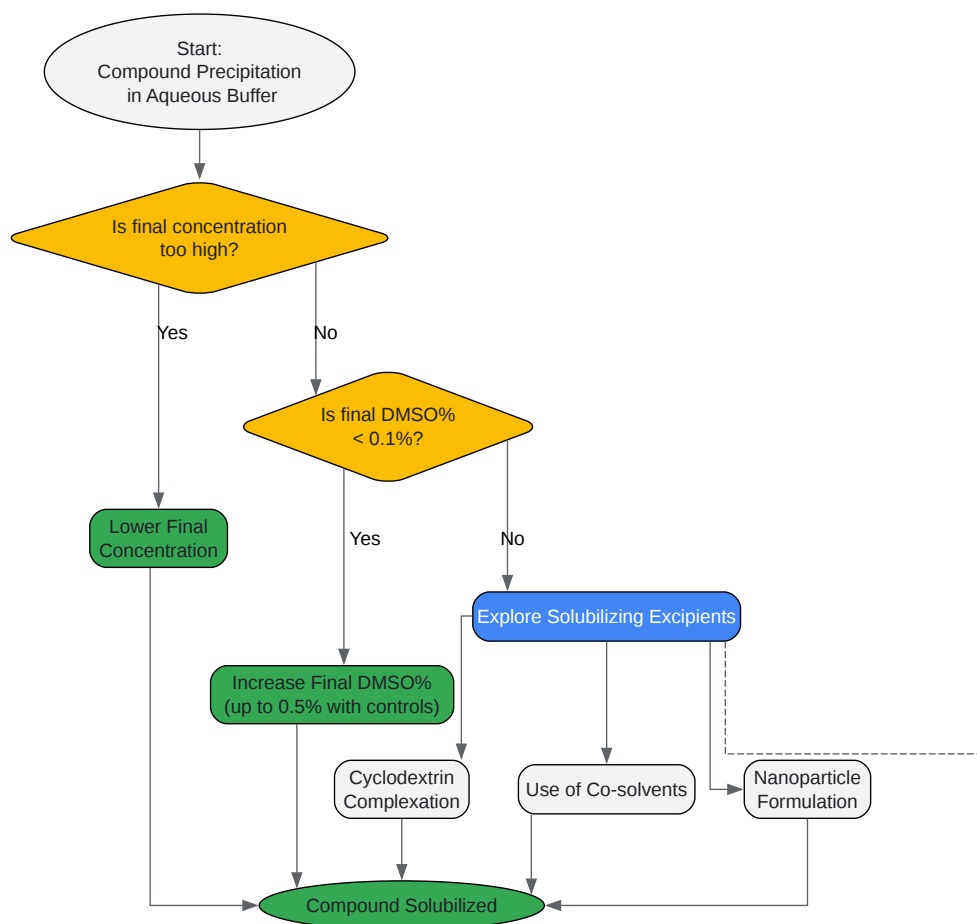 Start:
Compound Precipitation
in Aqueous Buffer
Is final concentration
too high?
Yes
No
Is final DMSO%
< 0.1%?
Lower Final
Concentration
Yes
No
Explore Solubilizing Excipients
Increase Final DMSO%
(up to 0.5% with controls)
Cyclodextrin
Complexation
Use of Co-solvents
Nanoparticle
Formulation
Compound Solubilized